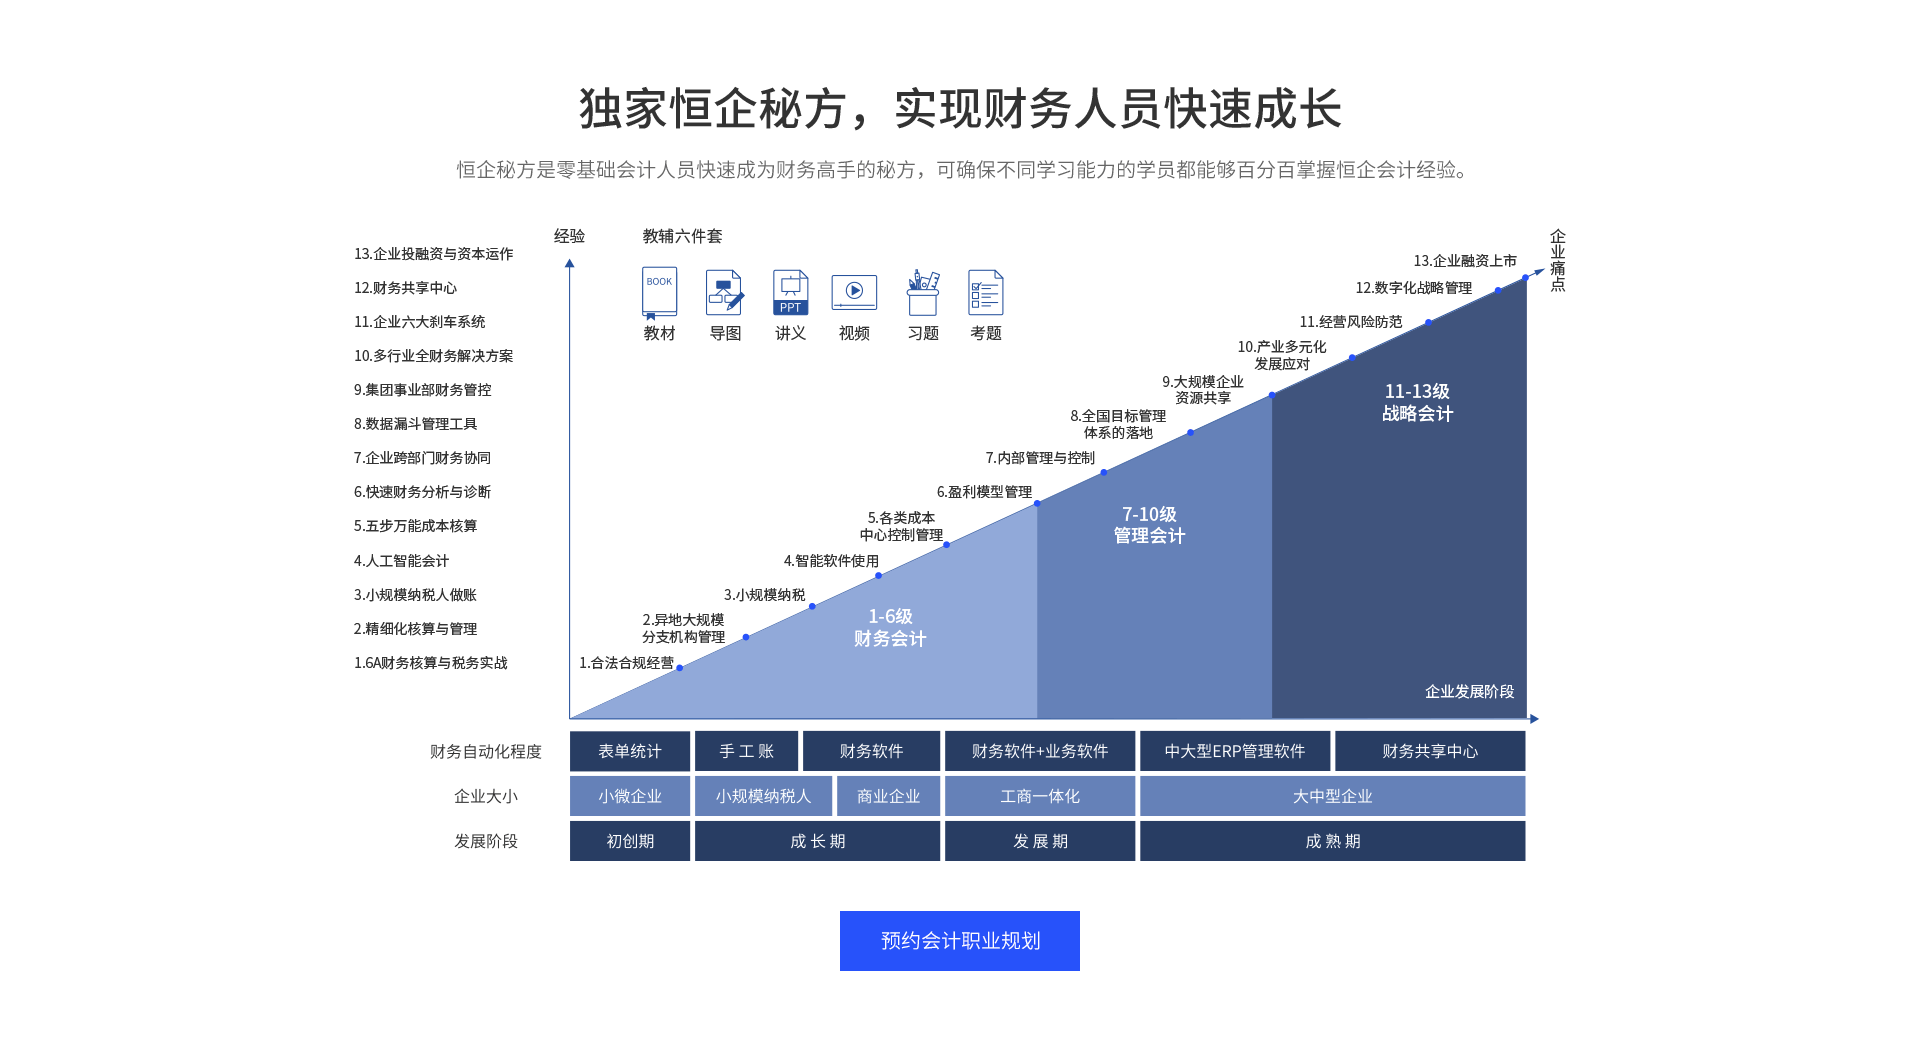 独家恒企秘方，实现财务人员快速成长
恒企秘方是零基础会计人员快速成为财务高手的秘方，可确保不同学习能力的学员都能够百分百掌握恒企会计经验。
经验
13.企业投融资与资本运作
12.财务共享中心
11.企业六大刹车系统
10.多行业全财务解决方案
9.集团事业部财务管控
8.数据漏斗管理工具
7.企业跨部门财务协同
6.快速财务分析与诊断
5.五步万能成本核算
4.人工智能会计
3.小规模纳税人做账
2.精细化核算与管理
1.6A财务核算与税务实战
教辅六件套
BOOK
PPT
教材
导图
讲义
视频
习题
考题
企业痛点
13.企业融资上市
12.数字化战略管理
11.经营风险防范
10.产业多元化
发展应对
9.大规模企业
资源共享
8.全国目标管理
体系的落地
7.内部管理与控制
6.盈利模型管理
5.各类成本
中心控制管理
4.智能软件使用
3.小规模纳税
2.异地大规模
分支机构管理
1.合法合规经营
1-6级
财务会计
7-10级
管理会计
11-13级
战略会计
企业发展阶段
财务自动化程度
表单统计
手 工 账
财务软件
财务软件+业务软件
中大型ERP管理软件
财务共享中心
企业大小
小微企业
小规模纳税人
商业企业
工商一体化
大中型企业
发展阶段
初创期
成 长 期
发 展 期
成 熟 期
预约会计职业规划